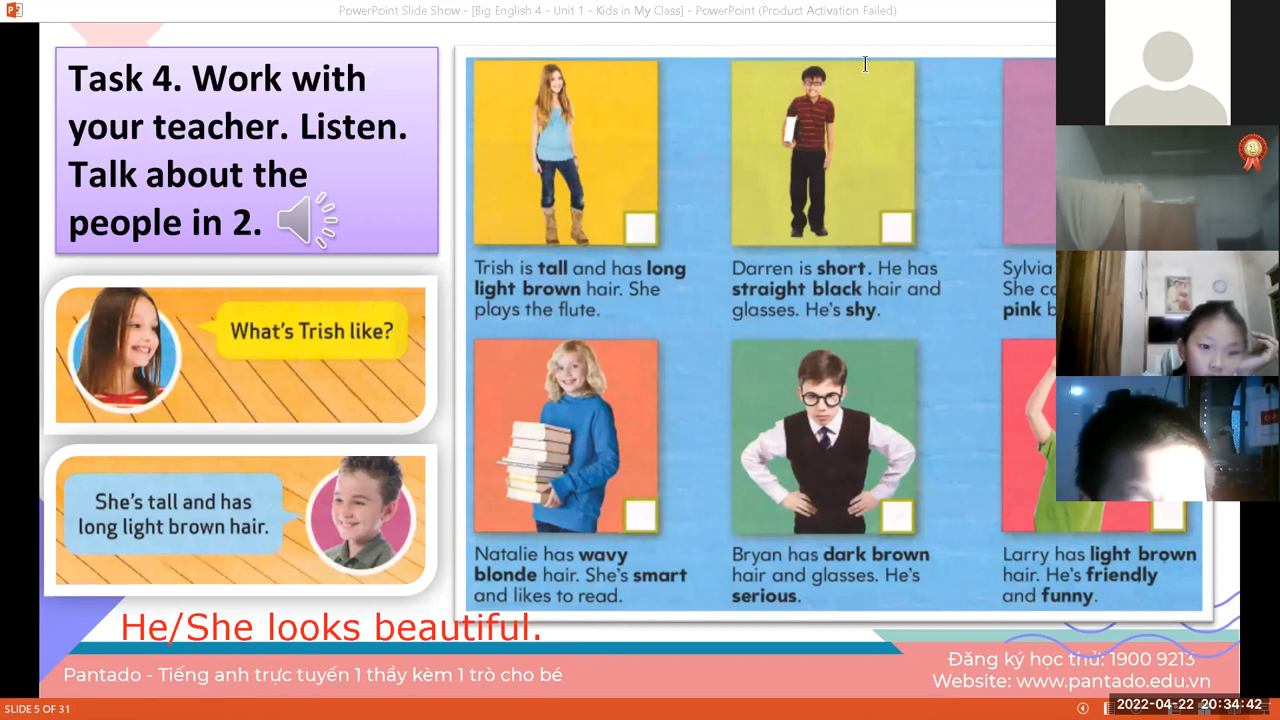 PowerPoint Slide Show - [Big English 4 - Unit 1 - Kids in My Class] - PowerPoint (Product Activation Failed)
Task 4. Work with
your teacher. Listen.
Talk about the
people in 2.
What's Trish like?
She's tall and has
long light brown hair.
Trish is tall and has long
light brown hair. She
plays the flute.
Darren is short. He has
straight black hair and
glasses. He's shy.
Sylvia
She
pink
Natalie has wavy
blonde hair. She's smart
and likes to read.
Bryan has dark brown
hair and glasses. He's
serious.
Larry has light brown
hair. He's friendly
and funny.
He/She looks beautiful.
Pantado - Tiếng anh trực tuyến 1 thầy kèm 1 trò cho bé
Đăng ký học thử: 1900 9213
Website: www.pantado.edu.vn
SLIDE 5 OF 31
2022-04-22 20:34:42